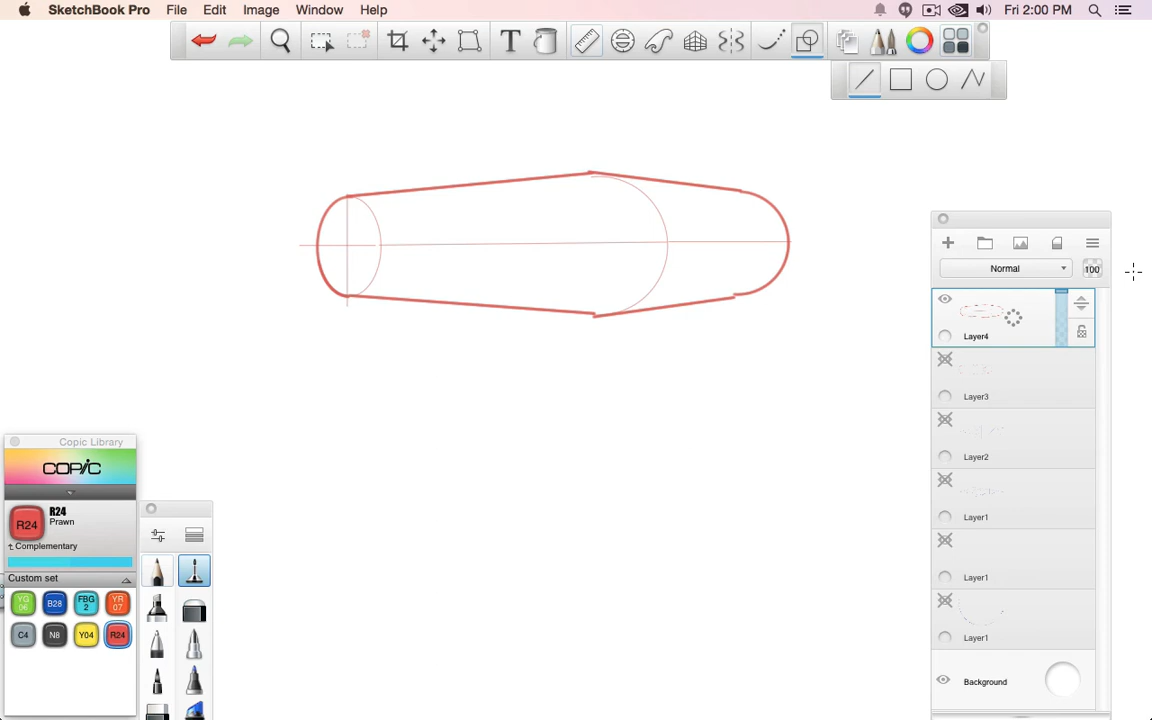 SketchBook Pro File Edit Image Window Help Fri 2:00 PM
T
Normal 100
Layer4
Layer3
Layer2
Layer1
Layer1
Layer1
Background
Copic Library
COPIC
R24 R24
Prawn
Complementary
Custom set
YG 06 B28 FBG 2 YR 07
C4 N8 Y04 R24